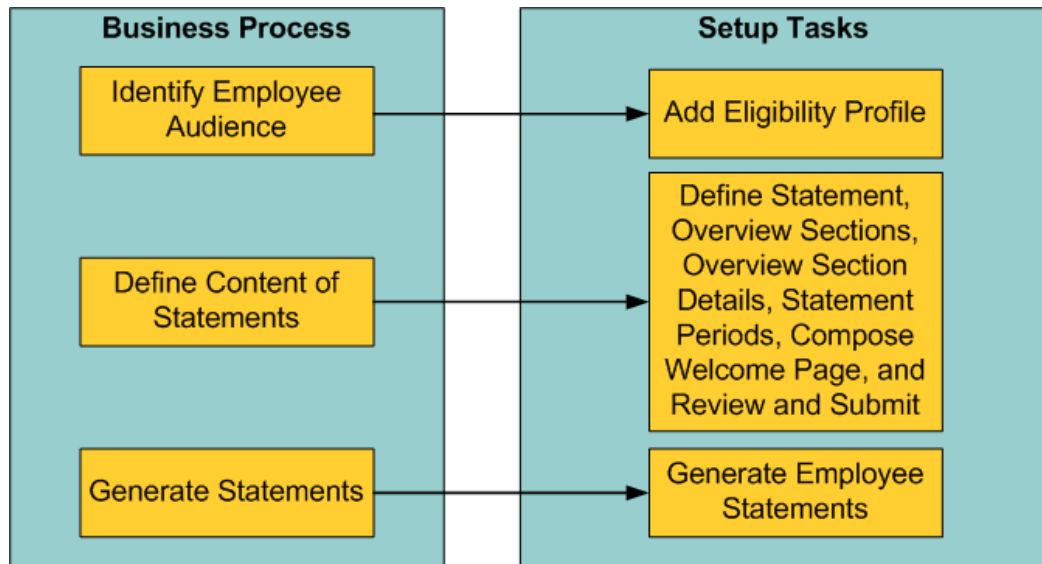 Business Process
Identify Employee
Audience
Define Content of
Statements
Generate Statements
Setup Tasks
Add Eligibility Profile
Define Statement,
Overview Sections,
Overview Section
Details, Statement
Periods, Compose
Welcome Page, and
Review and Submit
Generate Employee
Statements